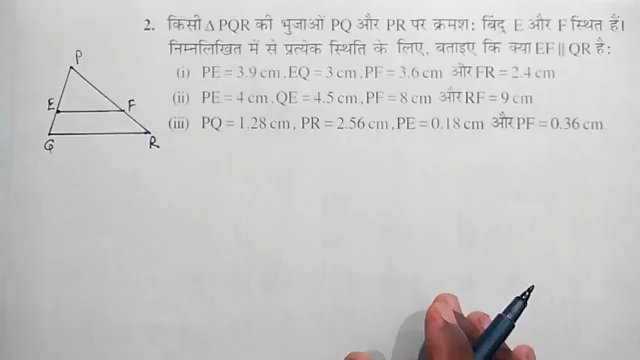 2. किसी △ PQR की भुजाओं PQ और PR पर क्रमशः बिंदु E और F स्थित हैं।
निम्नलिखित में से प्रत्येक स्थिति के लिए, बताइए कि क्या EF || QR है :
(i) PE = 3.9 cm, EQ = 3 cm, PF = 3.6 cm और FR = 2.4 cm
(ii) PE = 4 cm, QE = 4.5 cm, PF = 8 cm और RF = 9 cm
(iii) PQ = 1.28 cm, PR = 2.56 cm, PE = 0.18 cm और PF = 0.36 cm
P
E F
Q R